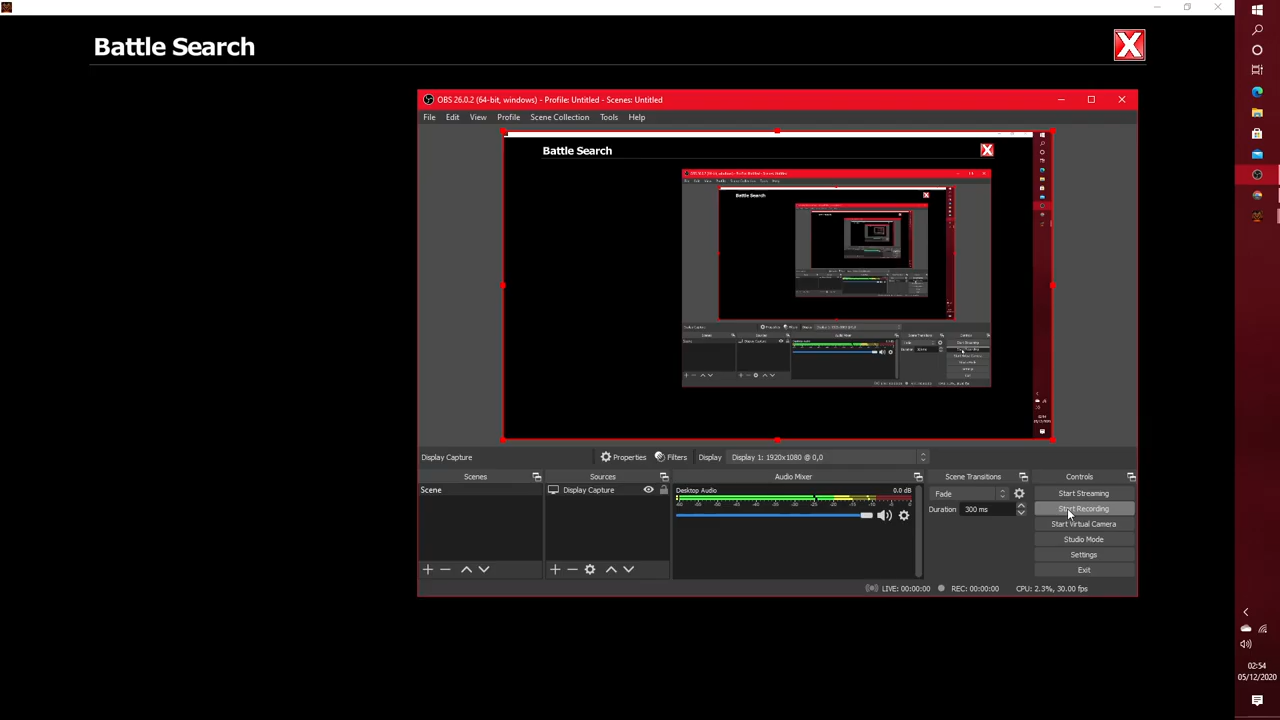 Battle Search
X
OBS 26.0.2 (64-bit, windows) - Profile: Untitled - Scenes: Untitled
File Edit View Profile Scene Collection Tools Help
Battle Search
X
Battle Search
Display Capture Properties Filters Display Display 1: 1920x1080 @ 0,0
Scenes Sources Audio Mixer Scene Transitions Controls
Scene
Display Capture
Desktop Audio 0.0 dB
Fade
Duration 300 ms
Start Streaming
Start Recording
Start Virtual Camera
Studio Mode
Settings
Exit
LIVE: 00:00:00 REC: 00:00:00 CPU: 2.3%, 30.00 fps
02:54
05/12/2020